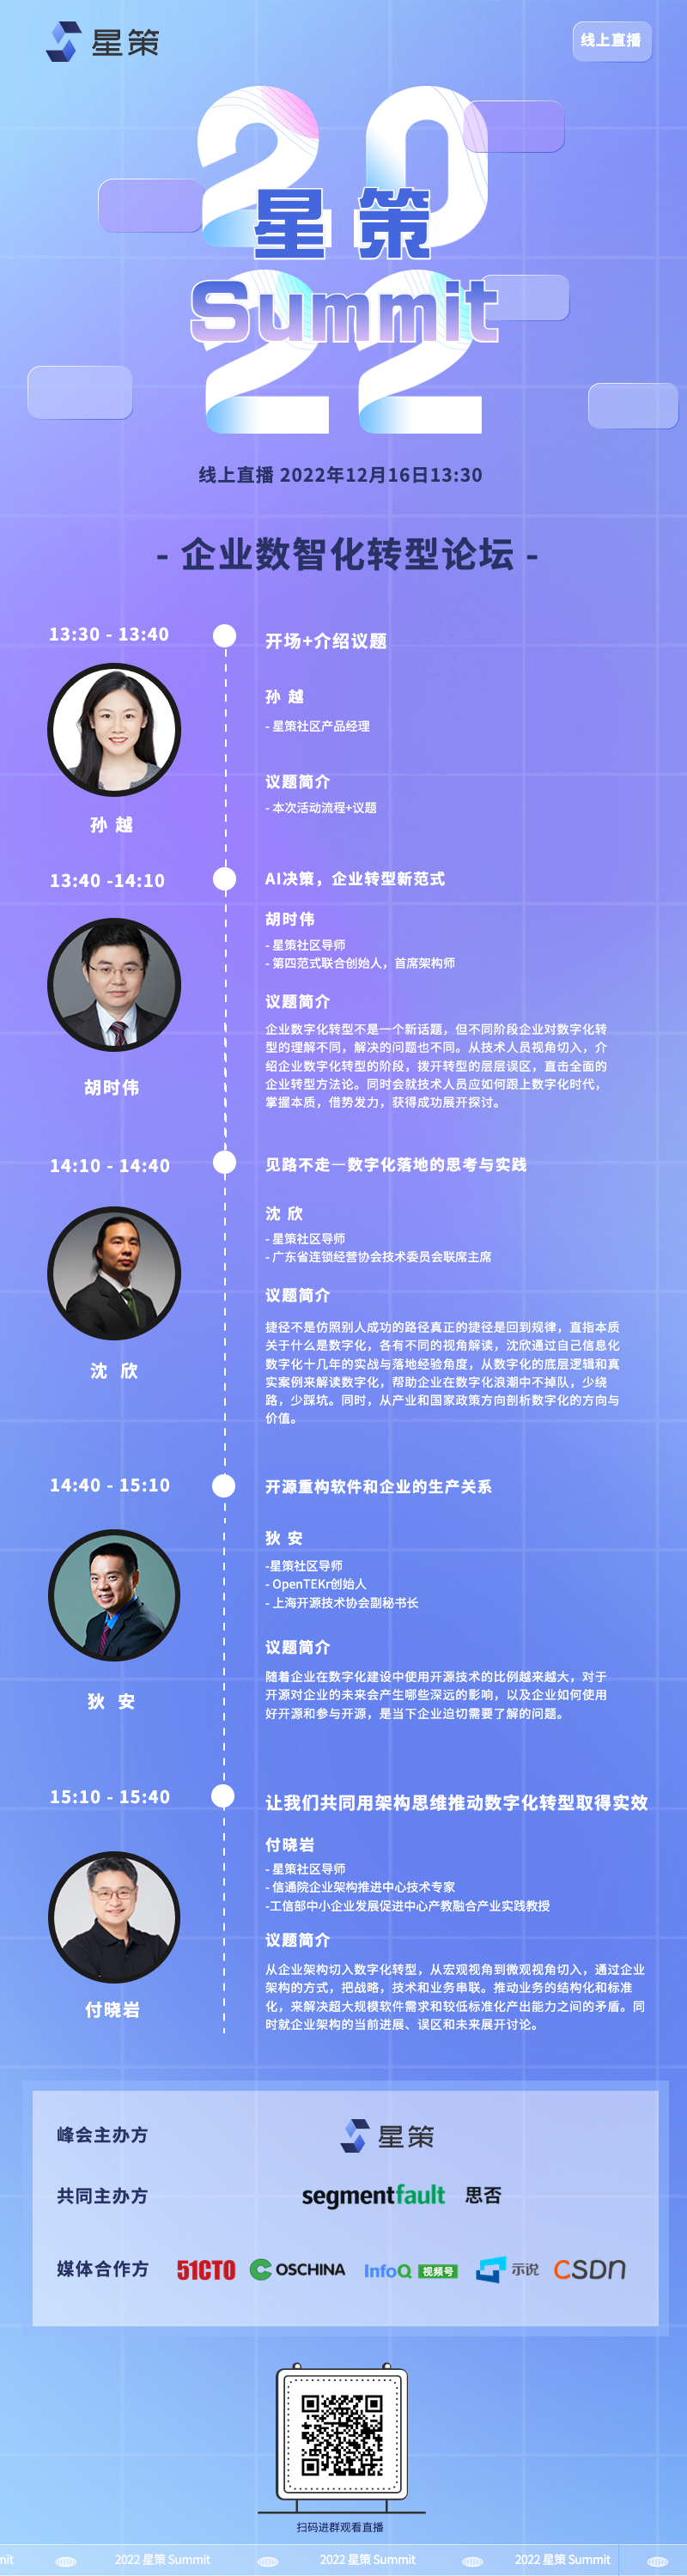 星策
线上直播
2022
星策
Summit
线上直播 2022年12月16日13:30
- 企业数智化转型论坛 -
13:30 - 13:40
孙 越
开场+介绍议题
孙 越
- 星策社区产品经理
议题简介
- 本次活动流程+议题
13:40 -14:10
胡时伟
AI决策，企业转型新范式
胡时伟
- 星策社区导师
- 第四范式联合创始人，首席架构师
议题简介
企业数字化转型不是一个新话题，但不同阶段企业对数字化转
型的理解不同，解决的问题也不同。从技术人员视角切入，介
绍企业数字化转型的阶段，拨开转型的层层误区，直击全面的
企业转型方法论。同时会就技术人员应如何跟上数字化时代，
掌握本质，借势发力，获得成功展开探讨。
14:10 - 14:40
沈 欣
见路不走—数字化落地的思考与实践
沈 欣
- 星策社区导师
- 广东省连锁经营协会技术委员会联席主席
议题简介
捷径不是仿照别人成功的路径真正的捷径是回到规律，直指本质
关于什么是数字化，各有不同的视角解读，沈欣通过自己信息化
数字化十几年的实战与落地经验角度，从数字化的底层逻辑和真
实案例来解读数字化，帮助企业在数字化浪潮中不掉队，少绕
路，少踩坑。同时，从产业和国家政策方向剖析数字化的方向与
价值。
14:40 - 15:10
狄 安
开源重构软件和企业的生产关系
狄 安
-星策社区导师
- OpenTEKr创始人
- 上海开源技术协会副秘书长
议题简介
随着企业在数字化建设中使用开源技术的比例越来越大，对于
开源对企业的未来会产生哪些深远的影响，以及企业如何使用
好开源和参与开源，是当下企业迫切需要了解的问题。
15:10 - 15:40
付晓岩
让我们共同用架构思维推动数字化转型取得实效
付晓岩
- 星策社区导师
- 信通院企业架构推进中心技术专家
-工信部中小企业发展促进中心产教融合产业实践教授
议题简介
从企业架构切入数字化转型，从宏观视角到微观视角切入，通过企业
架构的方式，把战略，技术和业务串联。推动业务的结构化和标准
化，来解决超大规模软件需求和较低标准化产出能力之间的矛盾。同
时就企业架构的当前进展、误区和未来展开讨论。
峰会主办方
星策
共同主办方
segmentfault 思否
媒体合作方
51CTO OSCHINA InfoQ 视频号 示说 CSDN
扫码进群观看直播
mit 2022 星策 Summit 2022 星策 Summit 2022 星策 Summit